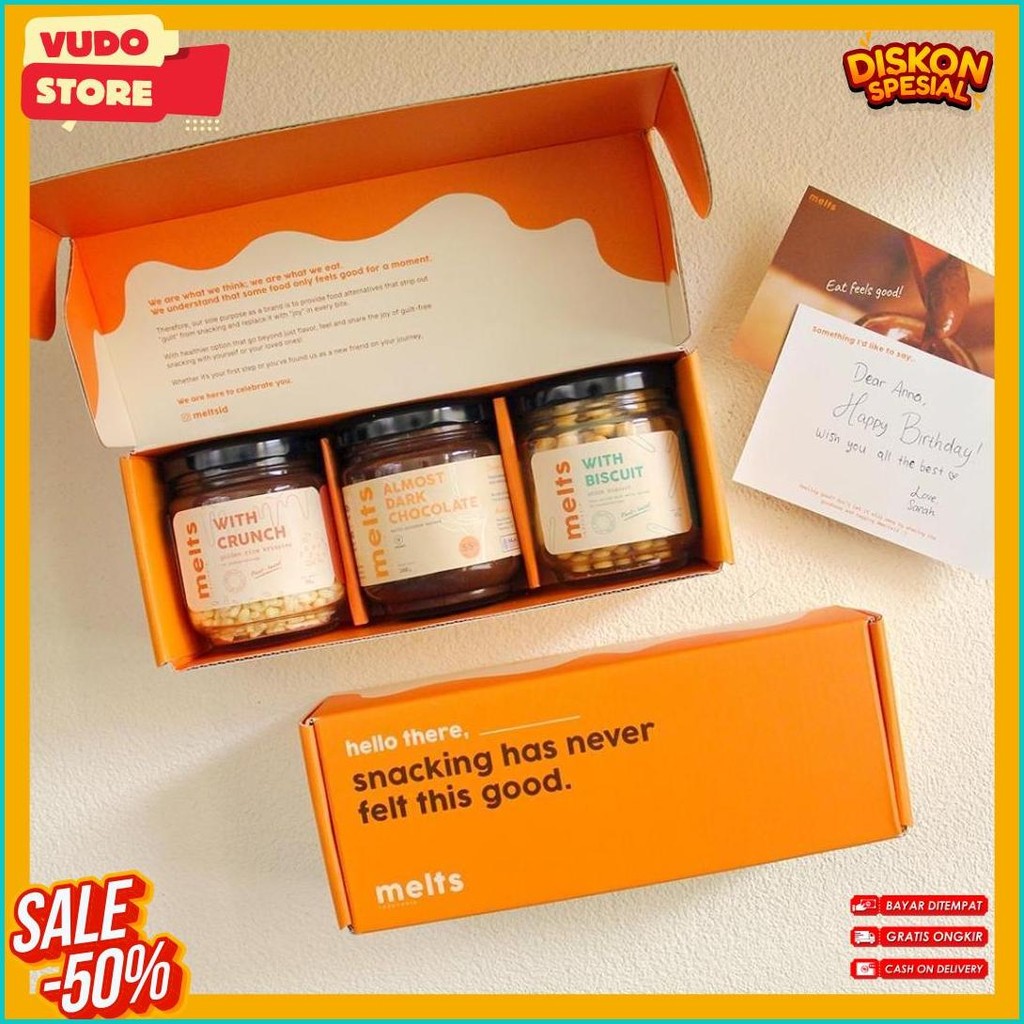 VUDO
STORE
DISKON
SPESIAL
We are what we think; we are what we eat.
We understand that some food only feels good for a moment.
Therefore, our sole purpose as a brand is to provide food alternatives that strip out
"guilt" from snacking and replace it with "joy" in every bite.
With healthier option that go beyond just flavor, feel and share the joy of guilt-free
snacking with yourself or your loved ones!
Whether it's your first step or you've found us as a new friend on your journey,
We are here to celebrate you.
meltsid
melts
WITH
CRUNCH
melts
ALMOST
DARK
CHOCOLATE
melts
WITH
BISCUIT
melts
Eat feels good!
Something I'd like to say..
Dear Anna,
Happy Birthday!
Wish you all the best
Love
Sarah
hello there,
snacking has never
felt this good.
melts
SALE
-50%
BAYAR DITEMPAT
GRATIS ONGKIR
CASH ON DELIVERY